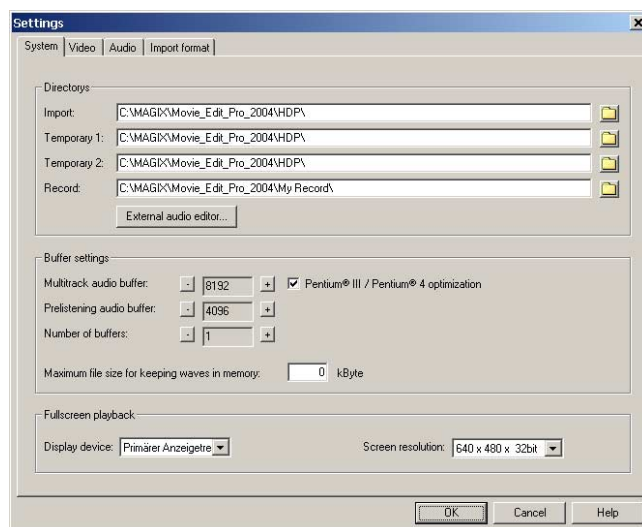 Settings
System Video Audio Import format
Directorys
Import: C:\MAGIX\Movie_Edit_Pro_2004\HDP\
Temporary 1: C:\MAGIX\Movie_Edit_Pro_2004\HDP\
Temporary 2: C:\MAGIX\Movie_Edit_Pro_2004\HDP\
Record: C:\MAGIX\Movie_Edit_Pro_2004\My Record\
External audio editor...
Buffer settings
Multitrack audio buffer: - 8192 + Pentium® III / Pentium® 4 optimization
Prelistening audio buffer: - 4096 +
Number of buffers: - 1 +
Maximum file size for keeping waves in memory: 0 kByte
Fullscreen playback
Display device: Primärer Anzeigetre Screen resolution: 640 x 480 x 32bit
OK Cancel Help